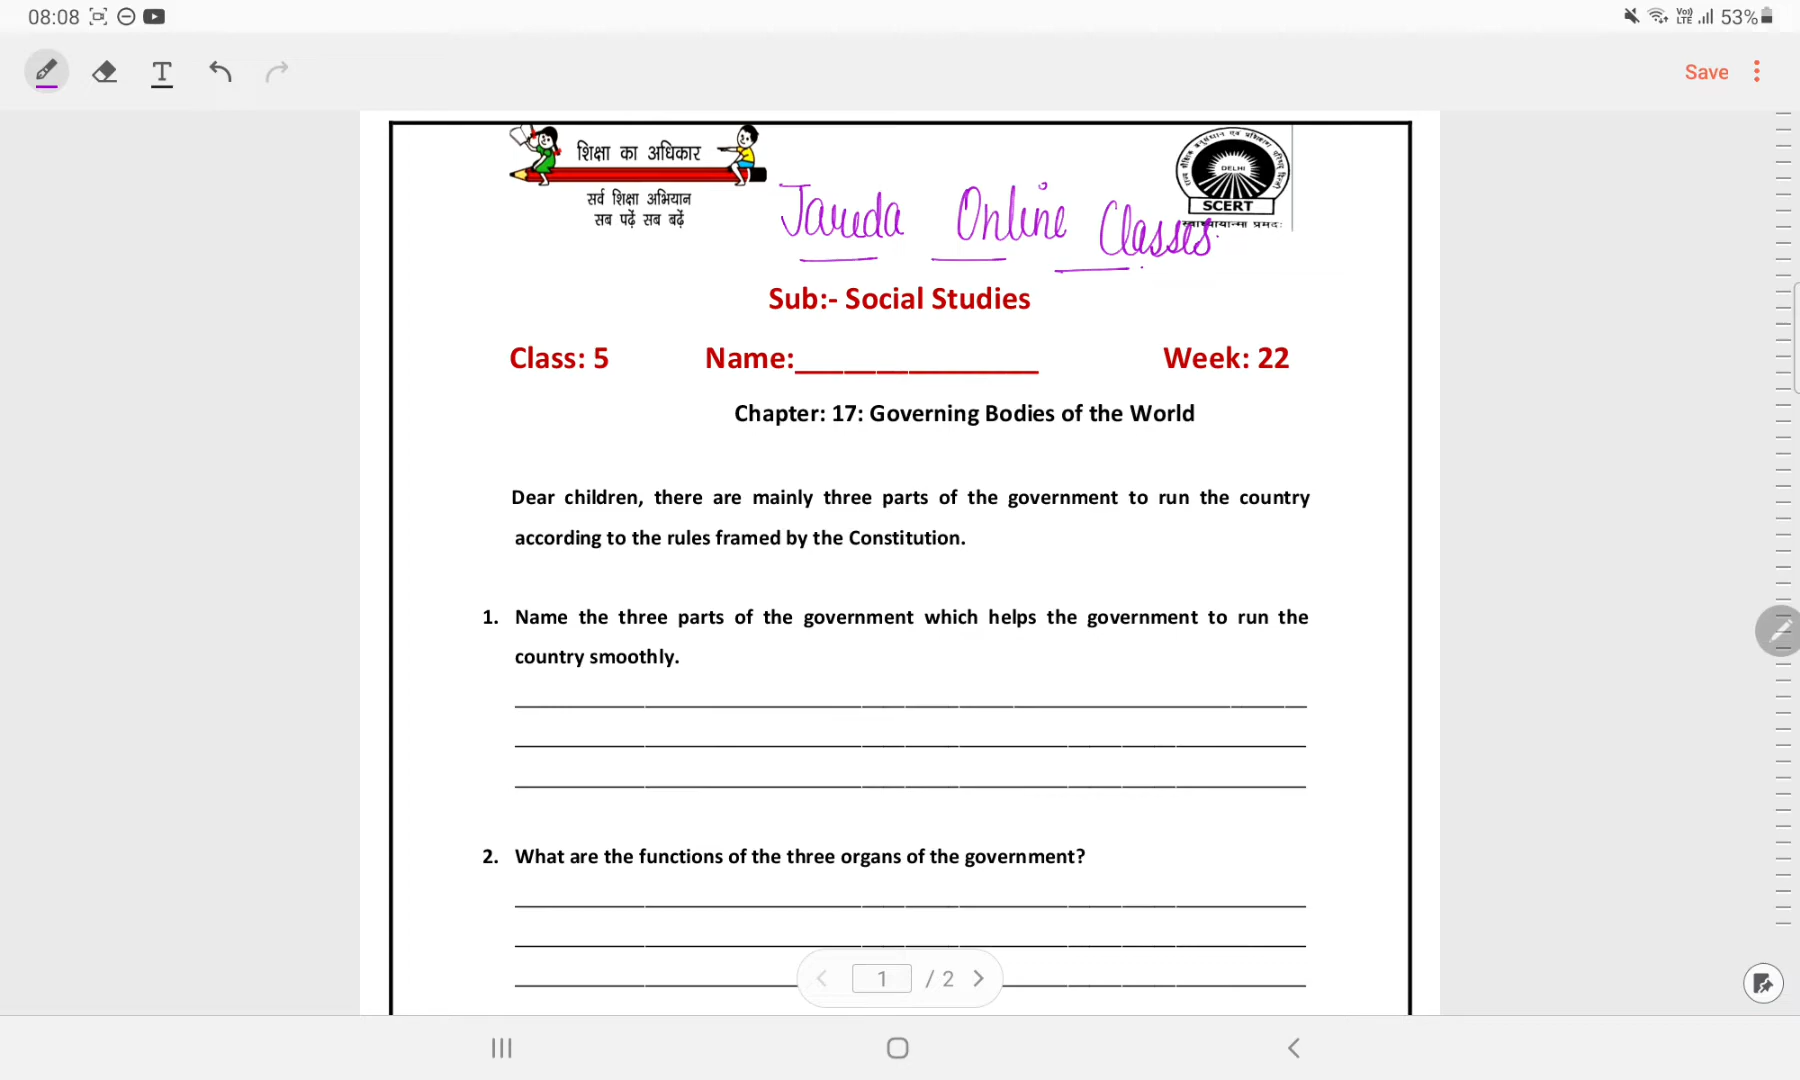 08:08 53%
Save
शिक्षा का अधिकार
सर्व शिक्षा अभियान
सब पढ़ें सब बढ़ें
DELHI
SCERT
Online Classes
Sub:- Social Studies
Class: 5 Name:_______________ Week: 22
Chapter: 17: Governing Bodies of the World
Dear children, there are mainly three parts of the government to run the country
according to the rules framed by the Constitution.
1. Name the three parts of the government which helps the government to run the
country smoothly.
2. What are the functions of the three organs of the government?
1 / 2